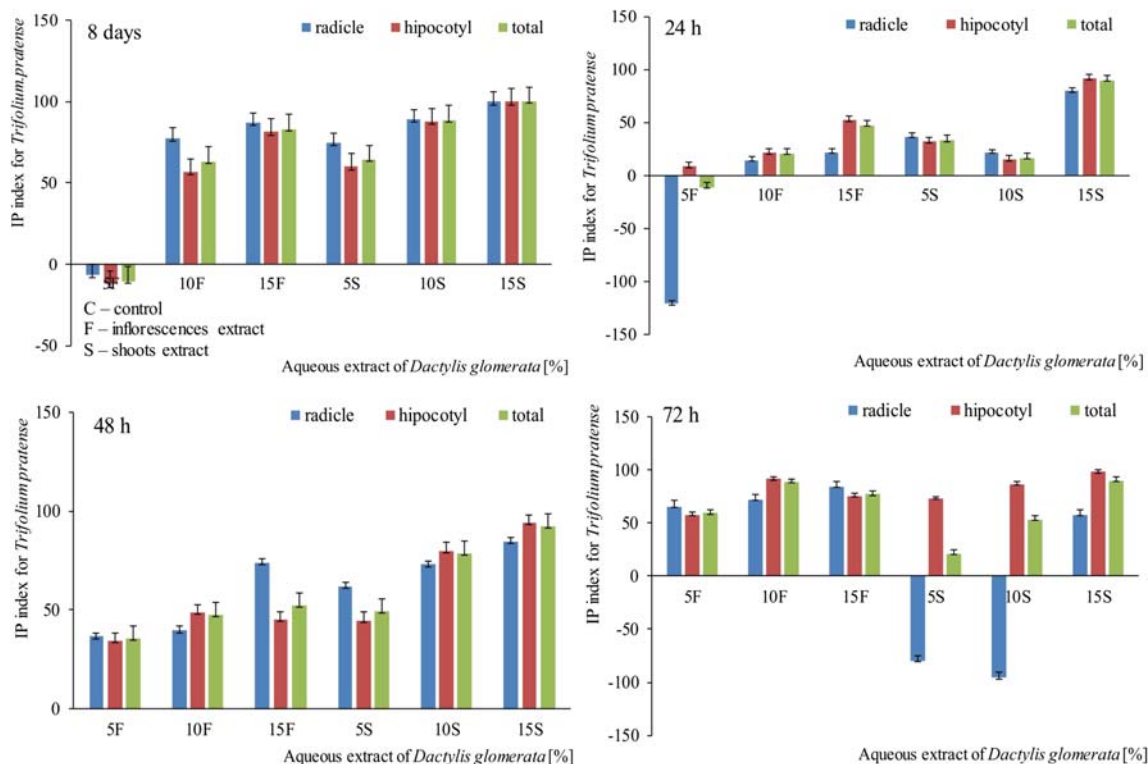 8 days
radicle hipocotyl total
IP index for Trifolium pratense
150
100
50
0
-50
5F 10F 15F 5S 10S 15S
C – control
F – inflorescences extract
S – shoots extract
Aqueous extract of Dactylis glomerata [%]
24 h
radicle hipocotyl total
IP index for Trifolium pratense
150
100
50
0
-50
-100
-150
5F 10F 15F 5S 10S 15S
Aqueous extract of Dactylis glomerata [%]
48 h
radicle hipocotyl total
IP index for Trifolium pratense
150
100
50
0
5F 10F 15F 5S 10S 15S
Aqueous extract of Dactylis glomerata [%]
72 h
radicle hipocotyl total
IP index for Trifolium pratense
150
100
50
0
-50
-100
-150
5F 10F 15F 5S 10S 15S
Aqueous extract of Dactylis glomerata [%]